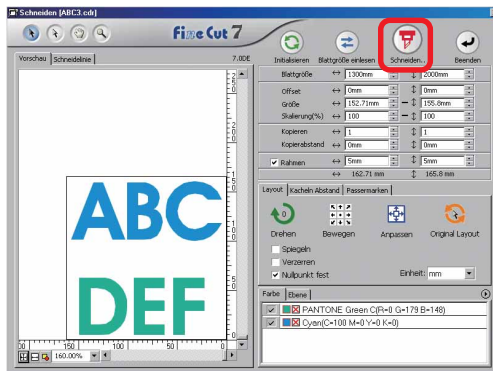 Schneiden [ABC3.cdr]
FineCut 7
Initialisieren Blattgröße einlesen Schneiden.. Beenden
Vorschau Schneidelinie 7.0DE
Blattgröße 1300mm 2000mm
Offset 0mm 0mm
Größe 152.71mm 155.8mm
Skalierung(%) 100 100
Kopieren 1 1
Kopierabstand 0mm 0mm
Rahmen 5mm 5mm
162.71 mm 165.8 mm
Layout Kacheln Abstand Passermarken
Drehen Bewegen Anpassen Original Layout
Spiegeln
Verzerren
Nullpunkt fest Einheit: mm
ABC
DEF
150 100 50 0
160.00%
Farbe Ebene
PANTONE Green C(R=0 G=179 B=148)
Cyan(C=100 M=0 Y=0 K=0)